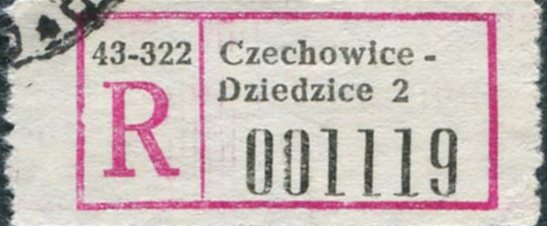 43-322 Czechowice -
Dziedzice 2
R 001119